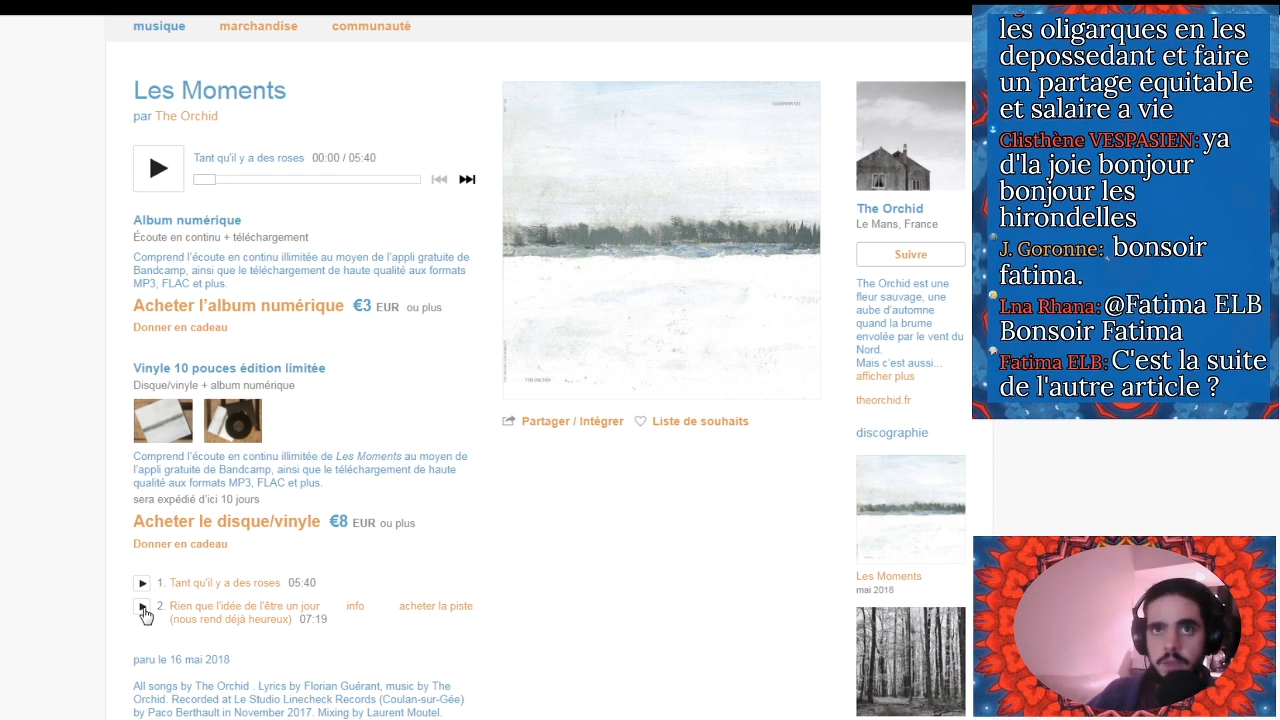 musique marchandise communauté
Les Moments
par The Orchid
Tant qu'il y a des roses 00:00 / 05:40
Album numérique
Écoute en continu + téléchargement
Comprend l'écoute en continu illimitée au moyen de l'appli gratuite de
Bandcamp, ainsi que le téléchargement de haute qualité aux formats
MP3, FLAC et plus.
Acheter l'album numérique €3 EUR ou plus
Donner en cadeau
Vinyle 10 pouces édition limitée
Disque/vinyle + album numérique
Comprend l'écoute en continu illimitée de Les Moments au moyen de
l'appli gratuite de Bandcamp, ainsi que le téléchargement de haute
qualité aux formats MP3, FLAC et plus.
sera expédié d'ici 10 jours
Acheter le disque/vinyle €8 EUR ou plus
Donner en cadeau
1. Tant qu'il y a des roses 05:40
2. Rien que l'idée de l'être un jour info acheter la piste
(nous rend déjà heureux) 07:19
paru le 16 mai 2018
All songs by The Orchid . Lyrics by Florian Guérant, music by The
Orchid. Recorded at Le Studio Linecheck Records (Coulan-sur-Gée)
by Paco Berthault in November 2017. Mixing by Laurent Moutel.
THE ORCHID
Partager / Intégrer Liste de souhaits
The Orchid
Le Mans, France
Suivre
The Orchid est une
fleur sauvage, une
aube d'automne
quand la brume
envolée par le vent du
Nord.
Mais c'est aussi...
afficher plus
theorchid.fr
discographie
Les Moments
mai 2018
les oligarques en les
depossedant et faire
un partage equitable
et salaire a vie
Clisthène VESPASIEN: ya
d'la joie bonjour
bonjour les
hirondelles
J. Goronne: bonsoir
fatima.
Lna Rhana: @Fatima ELB
Bonsoir Fatima
Fatima ELB: C'est la suite
de l'autre article ?